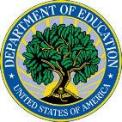 DEPARTMENT OF EDUCATION
UNITED STATES OF AMERICA